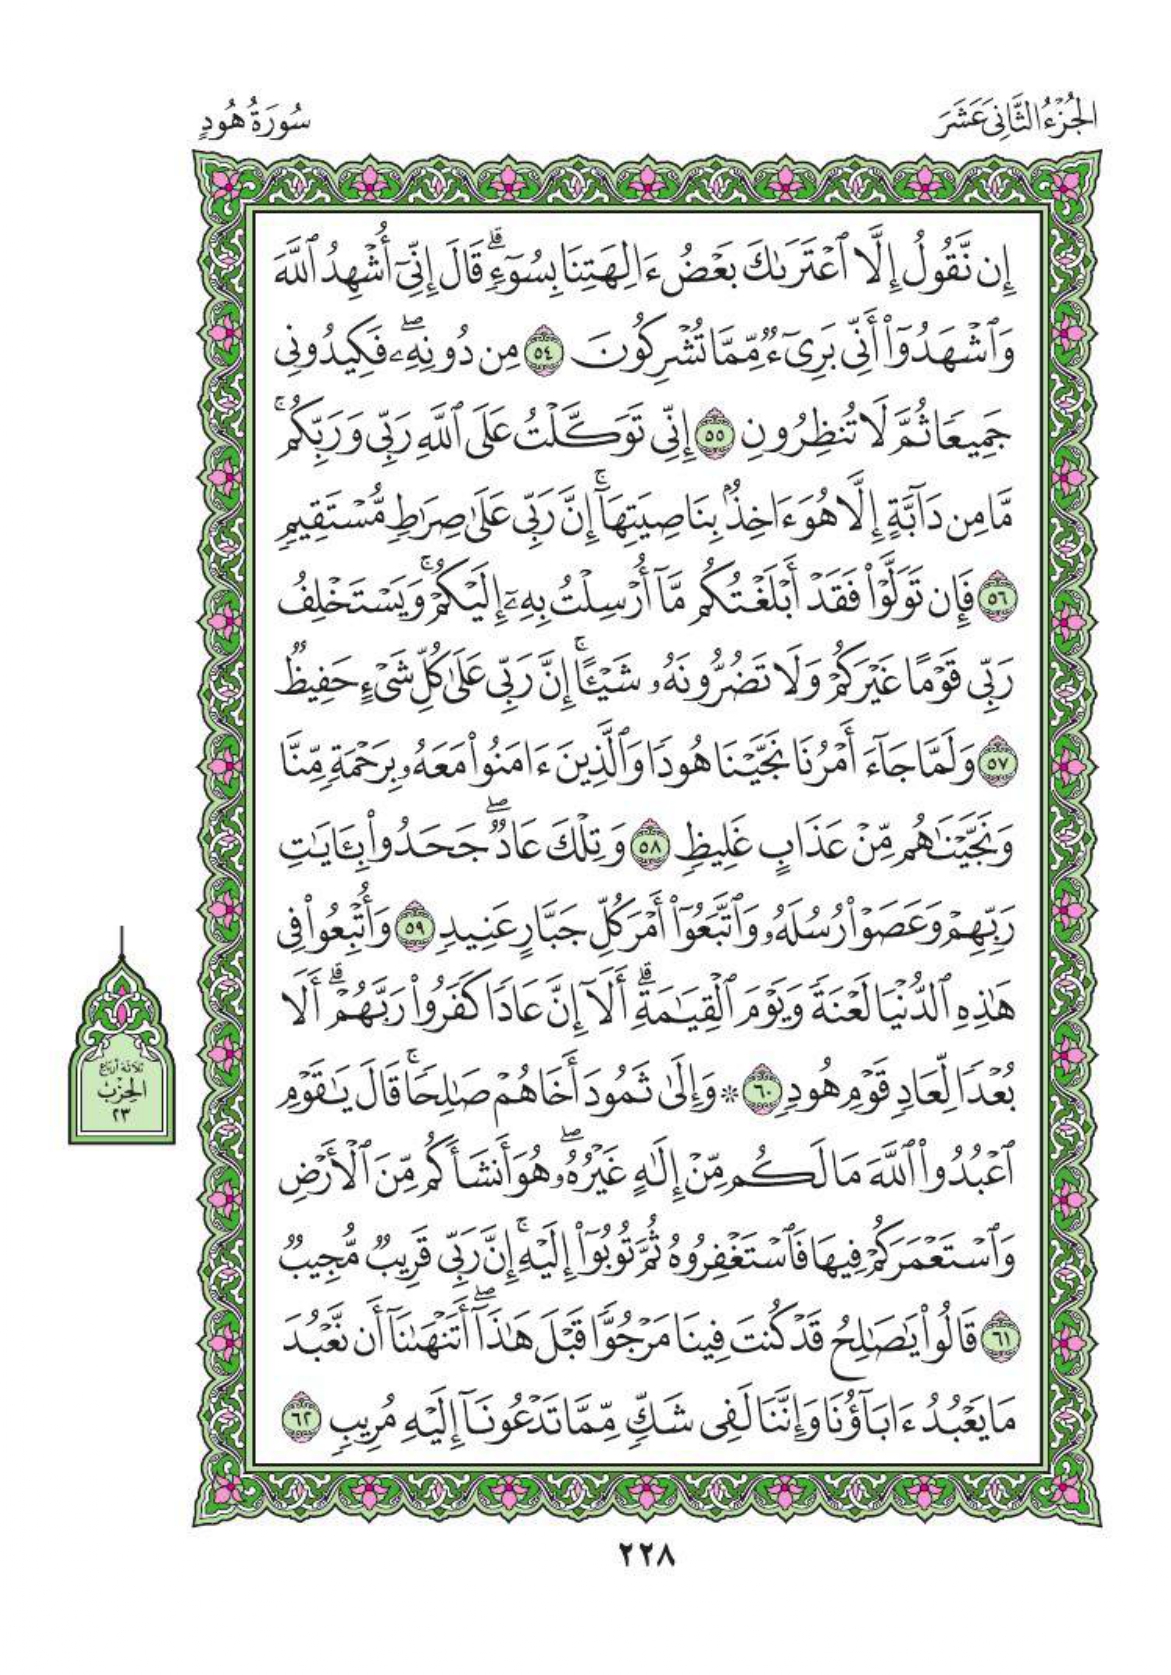 الجُزْءُ الثَّانِيَ عَشَرَ
سُورَةُ هُودٍ
إِن نَّقُولُ إِلَّا ٱعۡتَرَىٰكَ بَعۡضُ ءَالِهَتِنَا بِسُوٓءٖۗ قَالَ إِنِّيٓ أُشۡهِدُ ٱللَّهَ
وَٱشۡهَدُوٓاْ أَنِّي بَرِيٓءٞ مِّمَّا تُشۡرِكُونَ ٥٤ مِن دُونِهِۦۖ فَكِيدُونِي
جَمِيعٗا ثُمَّ لَا تُنظِرُونِ ٥٥ إِنِّي تَوَكَّلۡتُ عَلَى ٱللَّهِ رَبِّي وَرَبِّكُمۚ
مَّا مِن دَآبَّةٍ إِلَّا هُوَ ءَاخِذُۢ بِنَاصِيَتِهَآۚ إِنَّ رَبِّي عَلَىٰ صِرَٰطٖ مُّسۡتَقِيمٖ
٥٦ فَإِن تَوَلَّوۡاْ فَقَدۡ أَبۡلَغۡتُكُم مَّآ أُرۡسِلۡتُ بِهِۦٓ إِلَيۡكُمۡۚ وَيَسۡتَخۡلِفُ
رَبِّي قَوۡمًا غَيۡرَكُمۡ وَلَا تَضُرُّونَهُۥ شَيۡـًٔاۚ إِنَّ رَبِّي عَلَىٰ كُلِّ شَيۡءٍ حَفِيظٞ
٥٧ وَلَمَّا جَآءَ أَمۡرُنَا نَجَّيۡنَا هُودٗا وَٱلَّذِينَ ءَامَنُواْ مَعَهُۥ بِرَحۡمَةٖ مِّنَّا
وَنَجَّيۡنَٰهُم مِّنۡ عَذَابٍ غَلِيظٖ ٥٨ وَتِلۡكَ عَادٞۖ جَحَدُواْ بِـَٔايَٰتِ
رَبِّهِمۡ وَعَصَوۡاْ رُسُلَهُۥ وَٱتَّبَعُوٓاْ أَمۡرَ كُلِّ جَبَّارٍ عَنِيدٖ ٥٩ وَأُتۡبِعُواْ فِي
هَٰذِهِ ٱلدُّنۡيَا لَعۡنَةٗ وَيَوۡمَ ٱلۡقِيَٰمَةِۗ أَلَآ إِنَّ عَادٗا كَفَرُواْ رَبَّهُمۡۗ أَلَا
بُعۡدٗا لِّعَادٖ قَوۡمِ هُودٖ ٦٠ ۞ وَإِلَىٰ ثَمُودَ أَخَاهُمۡ صَٰلِحٗاۚ قَالَ يَٰقَوۡمِ
ٱعۡبُدُواْ ٱللَّهَ مَا لَكُم مِّنۡ إِلَٰهٍ غَيۡرُهُۥۖ هُوَ أَنشَأَكُم مِّنَ ٱلۡأَرۡضِ
وَٱسۡتَعۡمَرَكُمۡ فِيهَا فَٱسۡتَغۡفِرُوهُ ثُمَّ تُوبُوٓاْ إِلَيۡهِۚ إِنَّ رَبِّي قَرِيبٞ مُّجِيبٞ
٦١ قَالُواْ يَٰصَٰلِحُ قَدۡ كُنتَ فِينَا مَرۡجُوّٗا قَبۡلَ هَٰذَآۖ أَتَنۡهَىٰنَآ أَن نَّعۡبُدَ
مَا يَعۡبُدُ ءَابَآؤُنَا وَإِنَّنَا لَفِي شَكّٖ مِّمَّا تَدۡعُونَآ إِلَيۡهِ مُرِيبٖ ٦٢
ثلاثة أرباع
الحِزْب
٢٣
٢٢٨